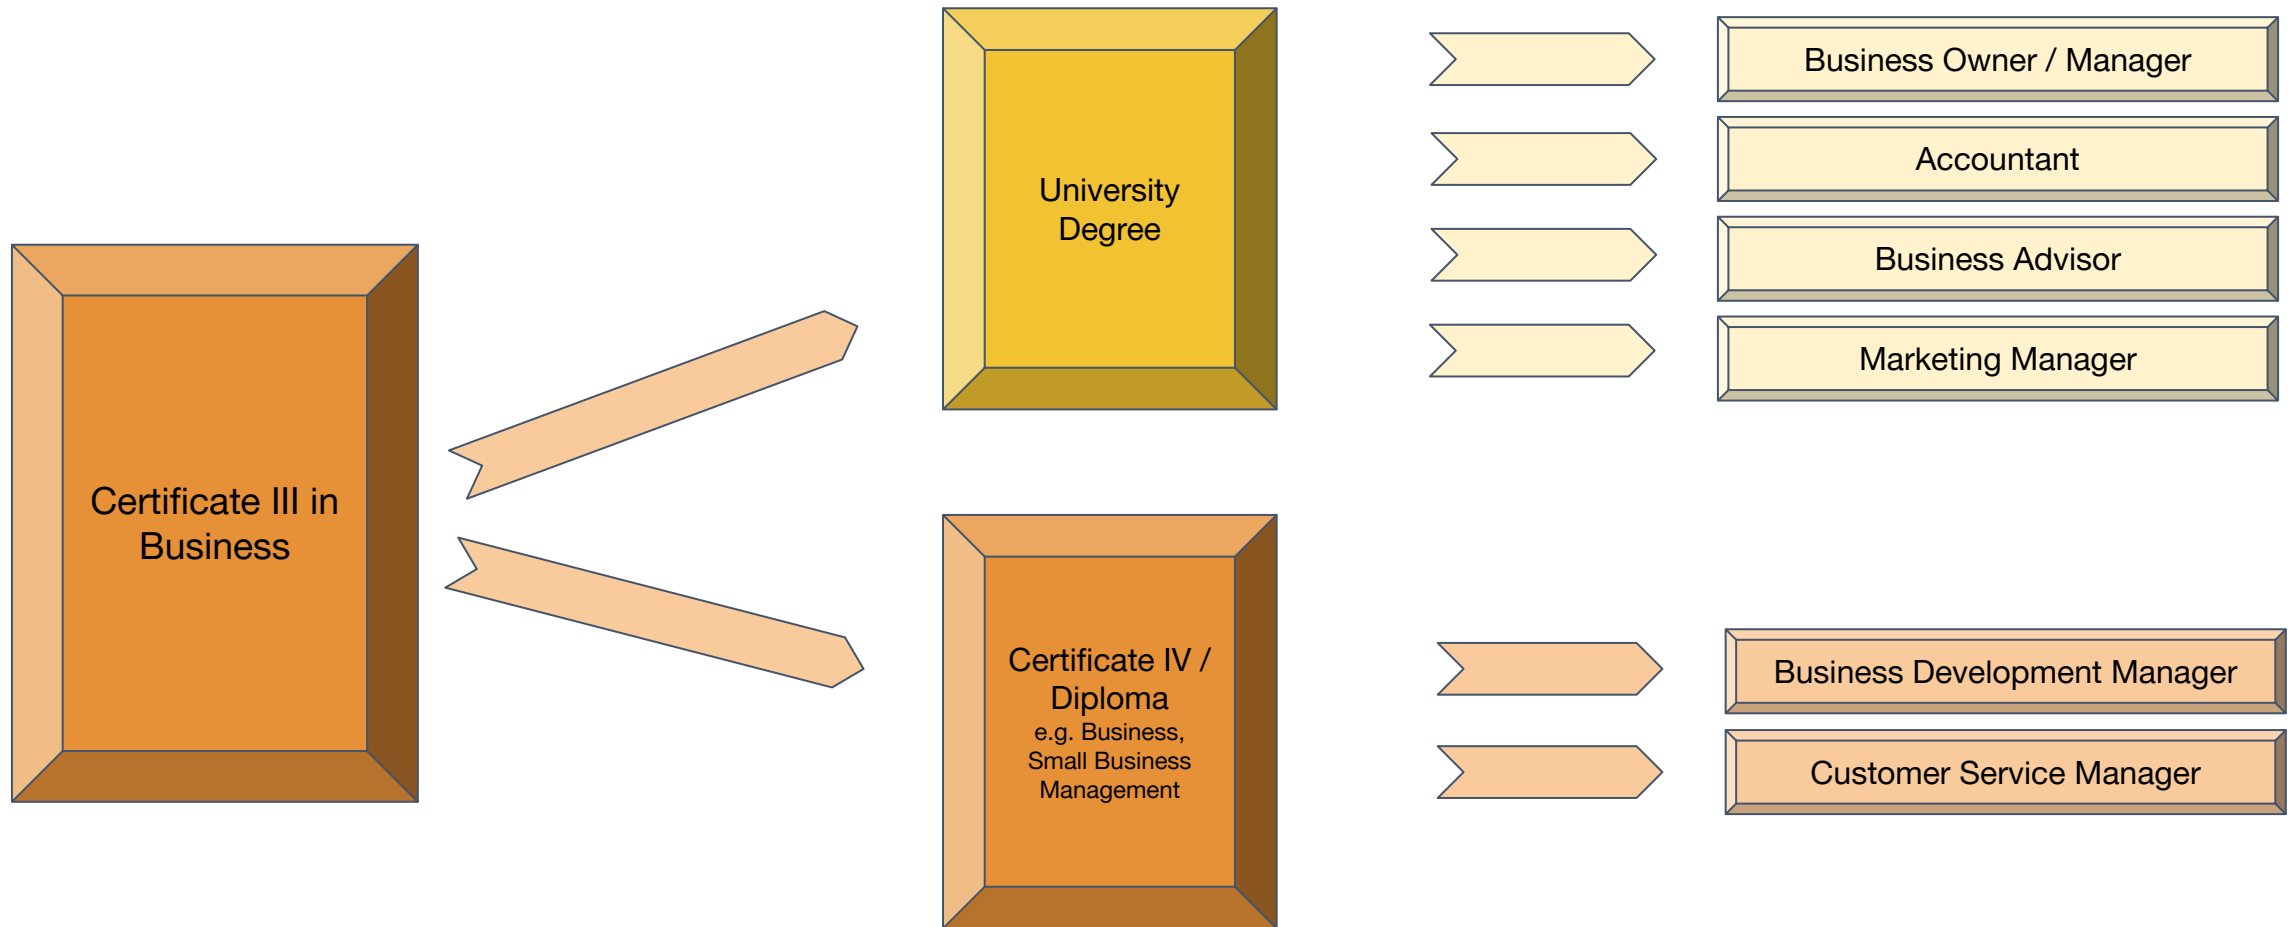 Certificate III in
Business
University
Degree
Business Owner / Manager
Accountant
Business Advisor
Marketing Manager
Certificate IV /
Diploma
e.g. Business,
Small Business
Management
Business Development Manager
Customer Service Manager